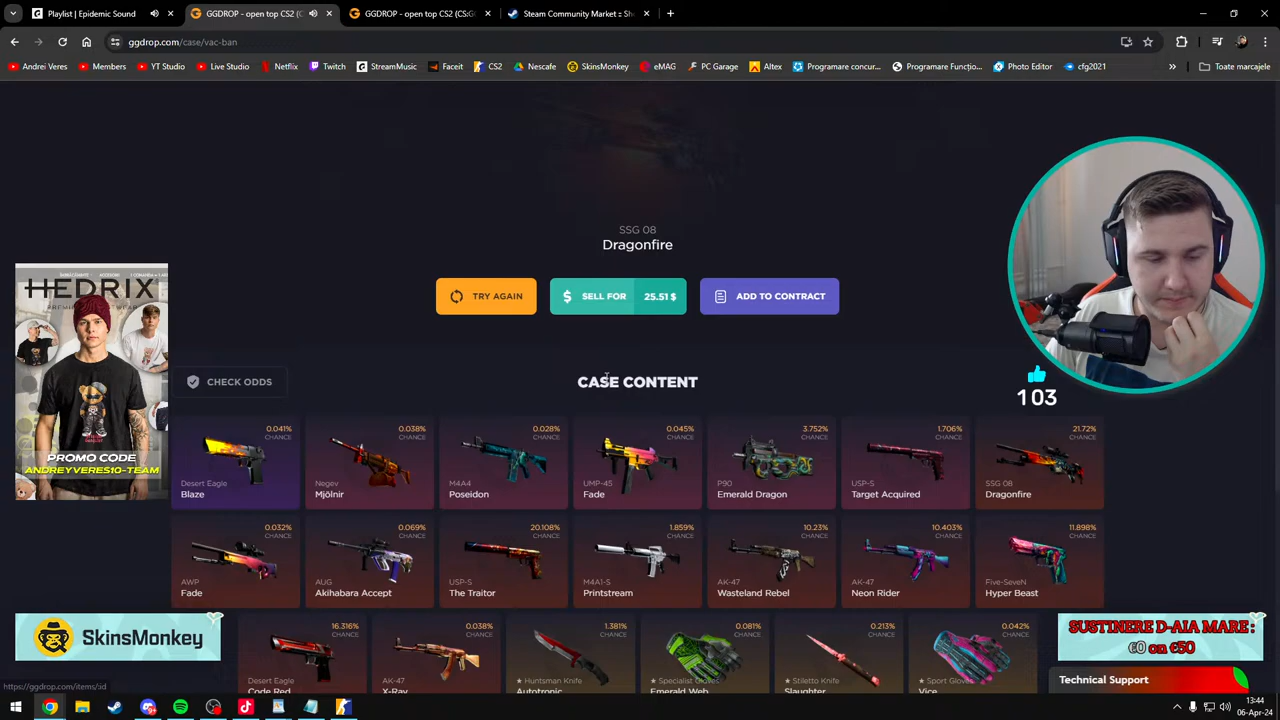 Playlist | Epidemic Sound
GGDROP - open top CS2 (C
GGDROP - open top CS2 (CS:G
Steam Community Market :: Sh
ggdrop.com/case/vac-ban
Andrei Veres
Members
YT Studio
Live Studio
Netflix
Twitch
StreamMusic
Faceit
CS2
Nescafe
SkinsMonkey
eMAG
PC Garage
Altex
Programare concur...
Programare Funcțio...
Photo Editor
cfg2021
Toate marcajele
SSG 08
Dragonfire
TRY AGAIN
$ SELL FOR 25.51 $
ADD TO CONTRACT
HEDRIX
PROMO CODE
ANDREYVERES10-TEAM
CHECK ODDS
CASE CONTENT
103
0.041%
CHANCE
Desert Eagle
Blaze
0.038%
CHANCE
Negev
Mjölnir
0.028%
CHANCE
M4A4
Poseidon
0.045%
CHANCE
UMP-45
Fade
3.752%
CHANCE
P90
Emerald Dragon
1.706%
CHANCE
USP-S
Target Acquired
21.72%
CHANCE
SSG 08
Dragonfire
0.032%
CHANCE
AWP
Fade
0.069%
CHANCE
AUG
Akihabara Accept
20.108%
CHANCE
USP-S
The Traitor
1.859%
CHANCE
M4A1-S
Printstream
10.23%
CHANCE
AK-47
Wasteland Rebel
10.403%
CHANCE
AK-47
Neon Rider
11.898%
CHANCE
Five-SeveN
Hyper Beast
16.316%
CHANCE
Desert Eagle
Code Red
0.038%
CHANCE
AK-47
X-Ray
1.381%
CHANCE
★ Huntsman Knife
Autotronic
0.081%
CHANCE
★ Specialist Gloves
Emerald Web
0.213%
CHANCE
★ Stiletto Knife
Slaughter
0.042%
CHANCE
★ Sport Gloves
Vice
SkinsMonkey
SUSTINERE D-AIA MARE :
€0 on €50
Technical Support
https://ggdrop.com/items/:id
13:44
06-Apr-24